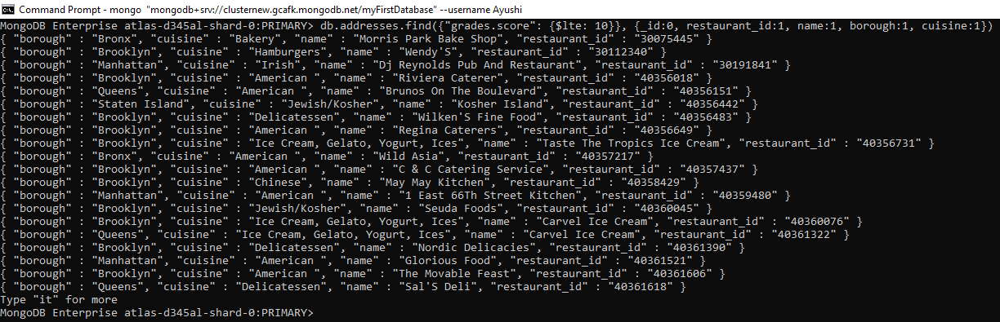 Command Prompt - mongo "mongodb+srv://clusternew.gcafk.mongodb.net/myFirstDatabase" --username Ayushi
MongoDB Enterprise atlas-d345al-shard-0:PRIMARY> db.addresses.find({"grades.score": {$lte: 10}}, {_id:0, restaurant_id:1, name:1, borough:1, cuisine:1})
{ "borough" : "Bronx", "cuisine" : "Bakery", "name" : "Morris Park Bake Shop", "restaurant_id" : "30075445" }
{ "borough" : "Brooklyn", "cuisine" : "Hamburgers", "name" : "Wendy'S", "restaurant_id" : "30112340" }
{ "borough" : "Manhattan", "cuisine" : "Irish", "name" : "Dj Reynolds Pub And Restaurant", "restaurant_id" : "30191841" }
{ "borough" : "Brooklyn", "cuisine" : "American ", "name" : "Riviera Caterer", "restaurant_id" : "40356018" }
{ "borough" : "Queens", "cuisine" : "American ", "name" : "Brunos On The Boulevard", "restaurant_id" : "40356151" }
{ "borough" : "Staten Island", "cuisine" : "Jewish/Kosher", "name" : "Kosher Island", "restaurant_id" : "40356442" }
{ "borough" : "Brooklyn", "cuisine" : "Delicatessen", "name" : "Wilken'S Fine Food", "restaurant_id" : "40356483" }
{ "borough" : "Brooklyn", "cuisine" : "American ", "name" : "Regina Caterers", "restaurant_id" : "40356649" }
{ "borough" : "Brooklyn", "cuisine" : "Ice Cream, Gelato, Yogurt, Ices", "name" : "Taste The Tropics Ice Cream", "restaurant_id" : "40356731" }
{ "borough" : "Bronx", "cuisine" : "American ", "name" : "Wild Asia", "restaurant_id" : "40357217" }
{ "borough" : "Brooklyn", "cuisine" : "American ", "name" : "C & C Catering Service", "restaurant_id" : "40357437" }
{ "borough" : "Brooklyn", "cuisine" : "Chinese", "name" : "May May Kitchen", "restaurant_id" : "40358429" }
{ "borough" : "Manhattan", "cuisine" : "American ", "name" : "1 East 66Th Street Kitchen", "restaurant_id" : "40359480" }
{ "borough" : "Brooklyn", "cuisine" : "Jewish/Kosher", "name" : "Seuda Foods", "restaurant_id" : "40360045" }
{ "borough" : "Brooklyn", "cuisine" : "Ice Cream, Gelato, Yogurt, Ices", "name" : "Carvel Ice Cream", "restaurant_id" : "40360076" }
{ "borough" : "Queens", "cuisine" : "Ice Cream, Gelato, Yogurt, Ices", "name" : "Carvel Ice Cream", "restaurant_id" : "40361322" }
{ "borough" : "Brooklyn", "cuisine" : "Delicatessen", "name" : "Nordic Delicacies", "restaurant_id" : "40361390" }
{ "borough" : "Manhattan", "cuisine" : "American ", "name" : "Glorious Food", "restaurant_id" : "40361521" }
{ "borough" : "Brooklyn", "cuisine" : "American ", "name" : "The Movable Feast", "restaurant_id" : "40361606" }
{ "borough" : "Queens", "cuisine" : "Delicatessen", "name" : "Sal'S Deli", "restaurant_id" : "40361618" }
Type "it" for more
MongoDB Enterprise atlas-d345al-shard-0:PRIMARY>